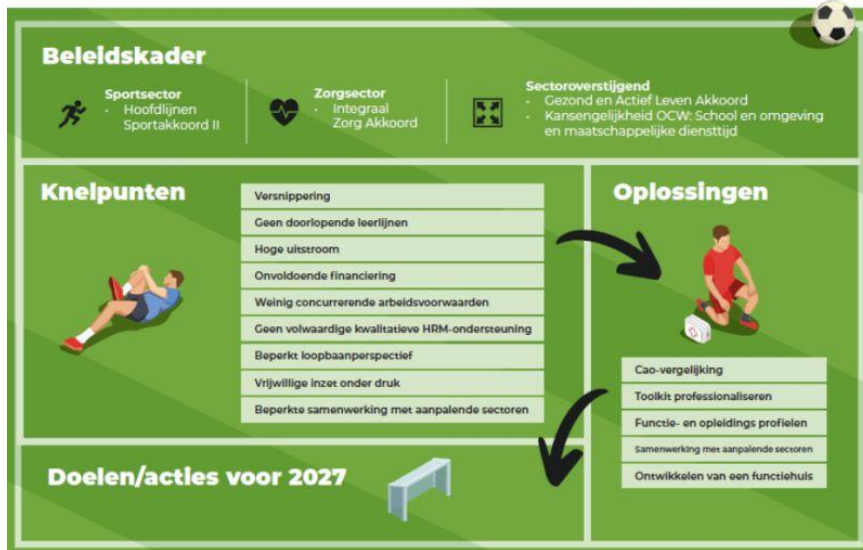 Beleidskader
Sportsector
· Hoofdlijnen
Sportakkoord II
Zorgsector
· Integraal
Zorg Akkoord
Sectoroverstijgend
· Gezond en Actief Leven Akkoord
· Kansengelijkheid OCW: School en omgeving
en maatschappelijke diensttijd
Knelpunten
Versnippering
Geen doorlopende leerlijnen
Hoge uitstroom
Onvoldoende financiering
Weinig concurrerende arbeidsvoorwaarden
Geen volwaardige kwalitatieve HRM-ondersteuning
Beperkt loopbaanperspectief
Vrijwillige inzet onder druk
Beperkte samenwerking met aanpalende sectoren
Oplossingen
Cao-vergelijking
Toolkit professionaliseren
Functie- en opleidings profielen
Samenwerking met aanpalende sectoren
Ontwikkelen van een functiehuis
Doelen/acties voor 2027